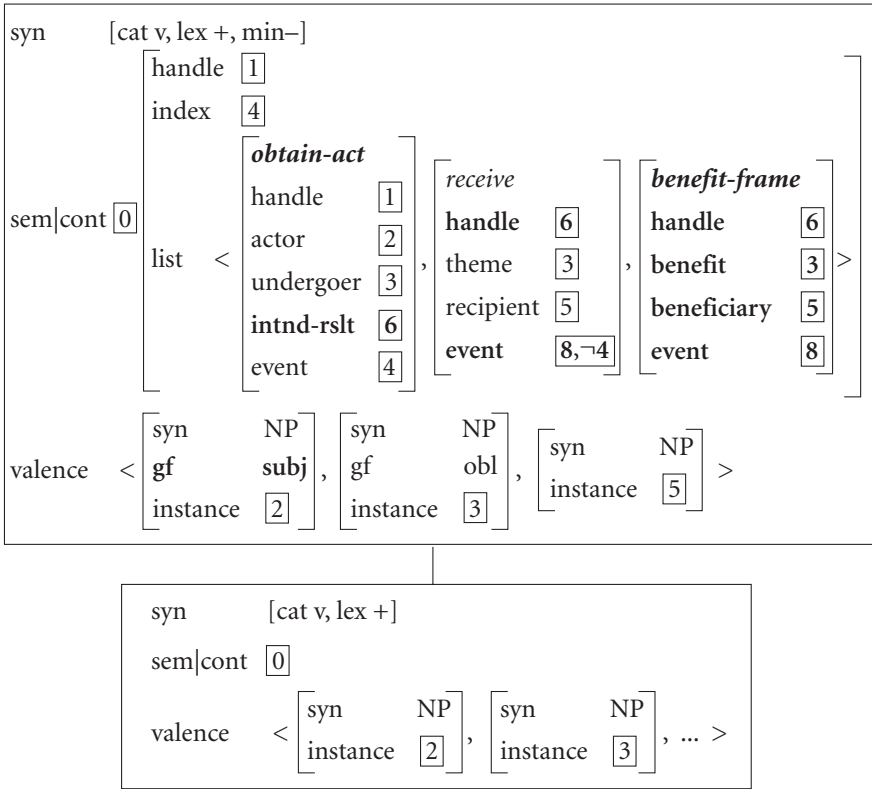 syn [cat v, lex +, min–]
sem|cont 0
handle 1
index 4
list <
obtain-act
handle 1
actor 2
undergoer 3
intnd-rslt 6
event 4
,
receive
handle 6
theme 3
recipient 5
event 8,¬4
,
benefit-frame
handle 6
benefit 3
beneficiary 5
event 8
>
valence <
syn NP
gf subj
instance 2
,
syn NP
gf obl
instance 3
,
syn NP
instance 5
>
syn [cat v, lex +]
sem|cont 0
valence <
syn NP
instance 2
,
syn NP
instance 3
, ... >